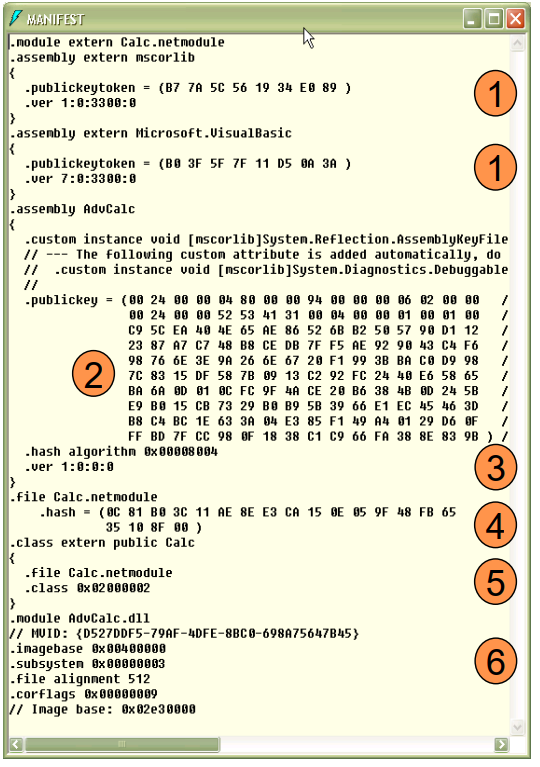 MANIFEST
.module extern Calc.netmodule
.assembly extern mscorlib
{
.publickeytoken = (B7 7A 5C 56 19 34 E0 89 )
.ver 1:0:3300:0
1
}
.assembly extern Microsoft.VisualBasic
{
.publickeytoken = (B0 3F 5F 7F 11 D5 0A 3A )
.ver 7:0:3300:0
1
}
.assembly AdvCalc
{
.custom instance void [mscorlib]System.Reflection.AssemblyKeyFile
// --- The following custom attribute is added automatically, do
//  .custom instance void [mscorlib]System.Diagnostics.Debuggable
//
.publickey = (00 24 00 00 04 80 00 00 94 00 00 00 06 02 00 00 /
00 24 00 00 52 53 41 31 00 04 00 00 01 00 01 00 /
C9 5C EA 40 4E 65 AE 86 52 6B B2 50 57 90 D1 12 /
23 87 A7 C7 48 B8 CE DB 7F F5 AE 92 90 43 C4 F6 /
98 76 6E 3E 9A 26 6E 67 20 F1 99 3B BA C0 D9 98 /
2
7C 83 15 DF 58 7B 09 13 C2 92 FC 24 40 E6 58 65 /
BA 6A 0D 01 0C FC 9F 4A CE 20 B6 38 4B 0D 24 5B /
E9 B0 15 CB 73 29 B0 B9 5B 39 66 E1 EC 45 46 3D /
B8 C4 BC 1E 63 3A 04 E3 85 F1 49 A4 01 29 D6 0F /
FF BD 7F CC 98 0F 18 38 C1 C9 66 FA 38 8E 83 9B ) /
.hash algorithm 0x00008004
.ver 1:0:0:0
3
}
.file Calc.netmodule
.hash = (0C 81 B0 3C 11 AE 8E E3 CA 15 0E 05 9F 48 FB 65
35 10 8F 00 )
4
.class extern public Calc
{
.file Calc.netmodule
.class 0x02000002
5
}
.module AdvCalc.dll
// MVID: {D527DDF5-79AF-4DFE-8BC0-698A75647B45}
.imagebase 0x00400000
.subsystem 0x00000003
6
.file alignment 512
.corflags 0x00000009
// Image base: 0x02e30000